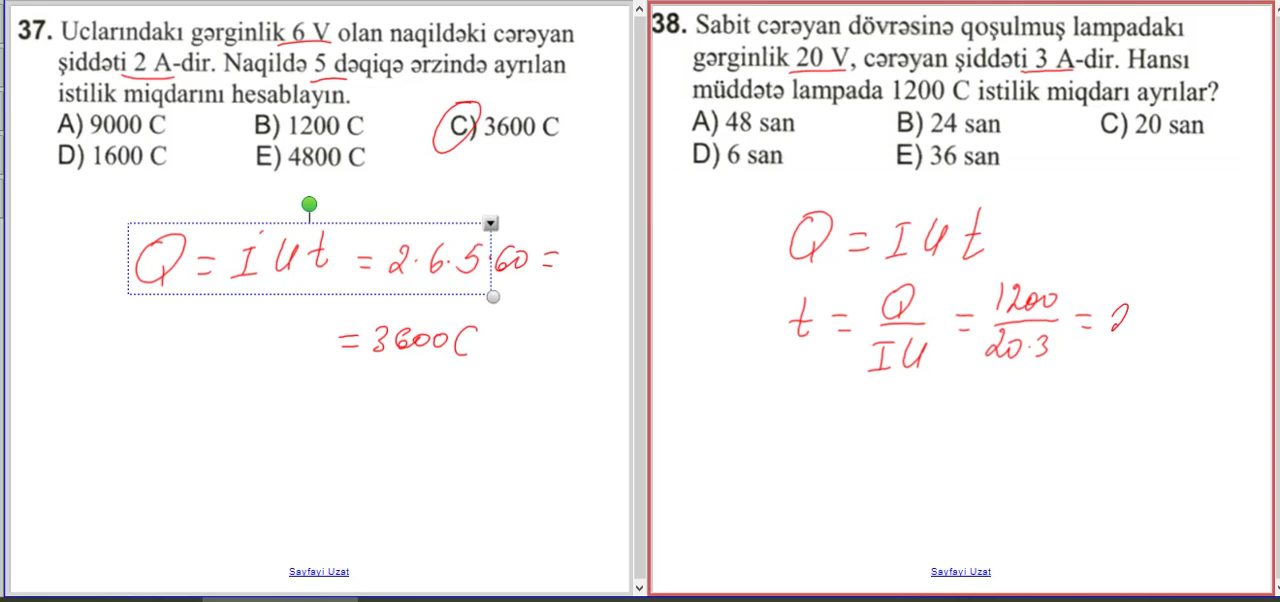 37. Uclarındakı gərginlik 6 V olan naqildəki cərəyan
şiddəti 2 A-dir. Naqildə 5 dəqiqə ərzində ayrılan
istilik miqdarını hesablayın.
A) 9000 C B) 1200 C C) 3600 C
D) 1600 C E) 4800 C
Q = IUt = 2·6·5·60 =
= 3600 C
Sayfayi Uzat
38. Sabit cərəyan dövrəsinə qoşulmuş lampadakı
gərginlik 20 V, cərəyan şiddəti 3 A-dir. Hansı
müddətə lampada 1200 C istilik miqdarı ayrılar?
A) 48 san B) 24 san C) 20 san
D) 6 san E) 36 san
Q = IUt
t = Q/IU = 1200/20·3 = 2
Sayfayi Uzat